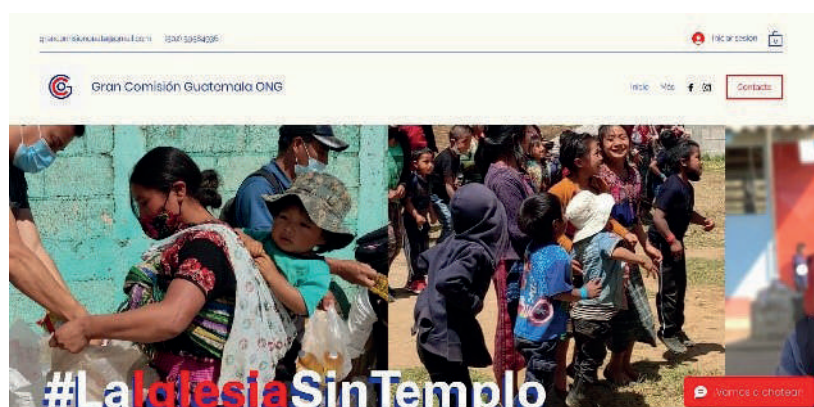 Iniciar sesión
Gran Comisión Guatemala ONG
Inicio Más Contacto
#LaIglesiaSinTemplo
¡Vamos a chatear!